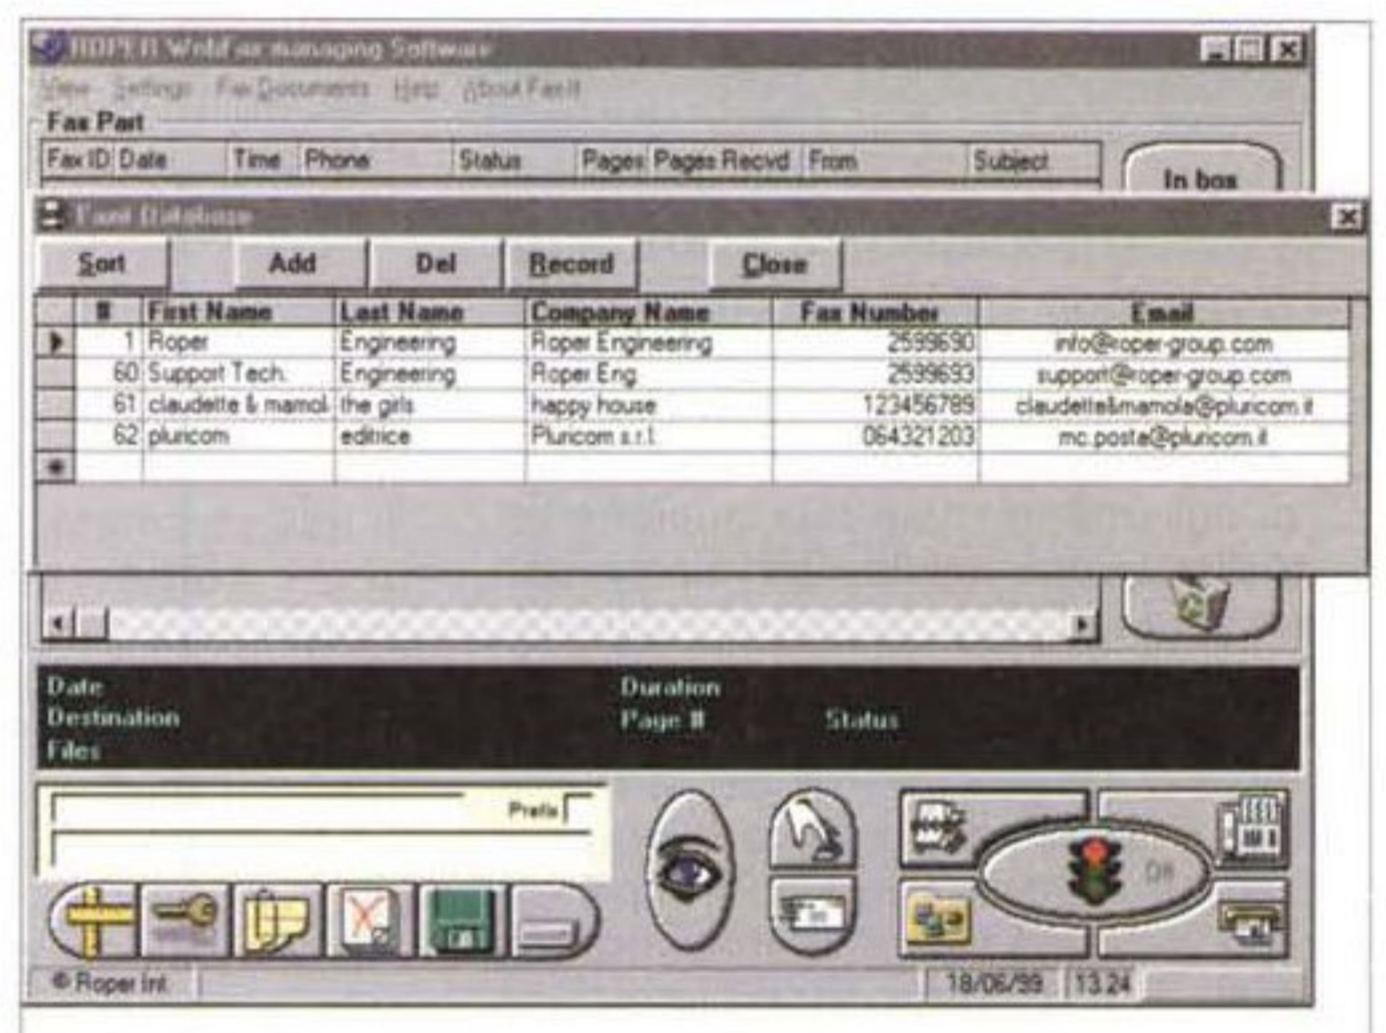 ROPER WebFax managing Software
View Settings Fax Documents Help About FaxIt
Fax Part
Fax ID Date Time Phone Status Pages Pages Recivd From Subject
In box
Database
Sort Add Del Record Close
# First Name Last Name Company Name Fax Number Email
1 Roper Engineering Roper Engineering 2599690 info@roper-group.com
60 Support Tech. Engineering Roper Eng 2599693 support@roper-group.com
61 claudette & mamol the girls happy house 123456789 claudette&mamola@pluricom.it
62 pluricom editrice Pluricom s.r.l. 064321203 mc.posta@pluricom.it
Date Duration
Destination Page # Status
Files
Prefix
© Roper Int. 18/06/99 13.24